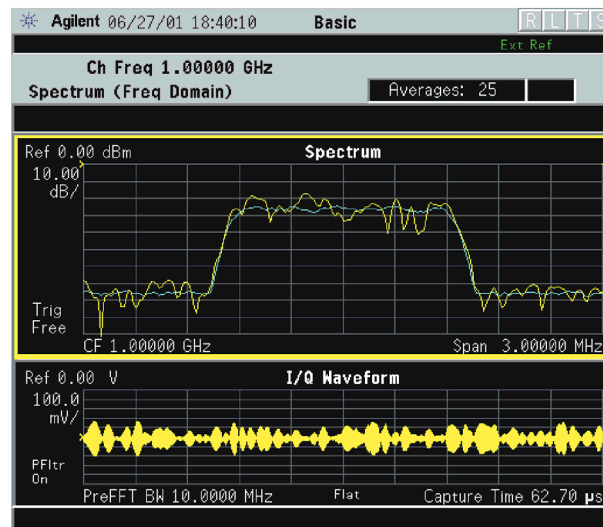 Agilent 06/27/01 18:40:10 Basic R L T S
Ext Ref
Ch Freq 1.00000 GHz
Spectrum (Freq Domain) Averages: 25
Ref 0.00 dBm Spectrum
10.00
dB/
Trig
Free
CF 1.00000 GHz Span 3.00000 MHz
Ref 0.00 V I/Q Waveform
100.0
mV/
PFltr
On
PreFFT BW 10.0000 MHz Flat Capture Time 62.70 µs